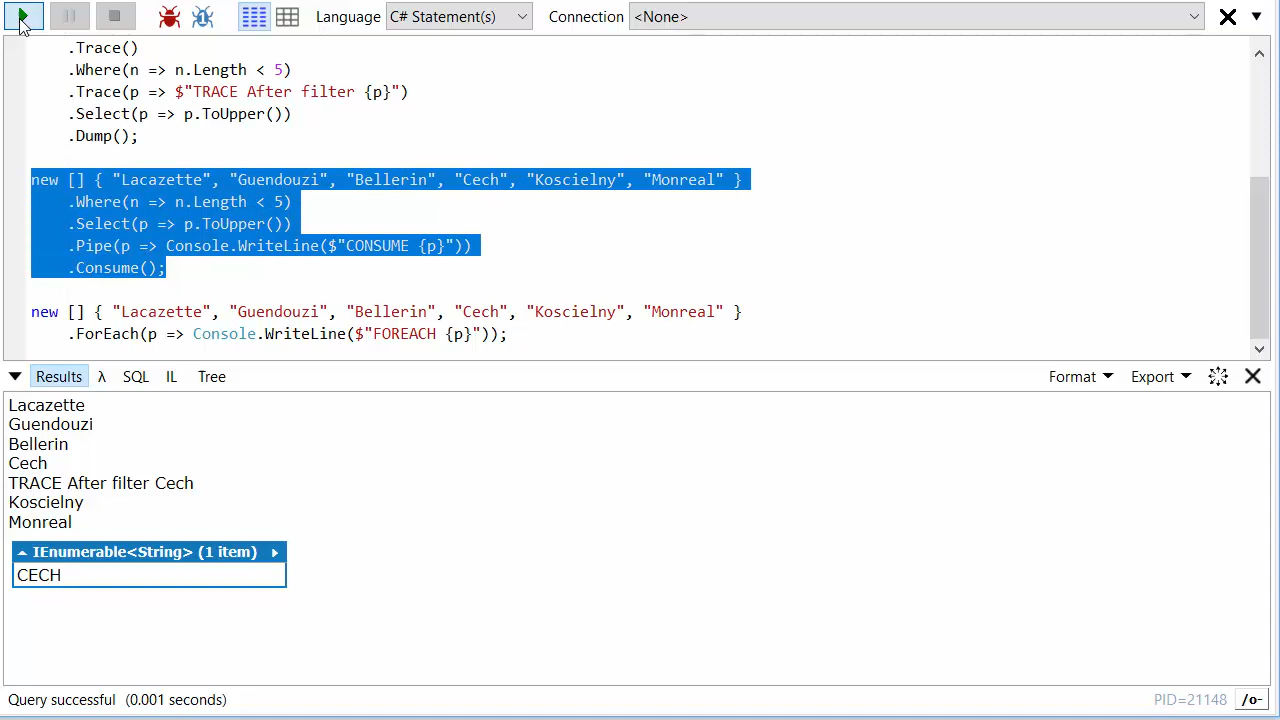 Language C# Statement(s) Connection <None>
.Trace()
.Where(n => n.Length < 5)
.Trace(p => $"TRACE After filter {p}")
.Select(p => p.ToUpper())
.Dump();
new [] { "Lacazette", "Guendouzi", "Bellerin", "Cech", "Koscielny", "Monreal" }
.Where(n => n.Length < 5)
.Select(p => p.ToUpper())
.Pipe(p => Console.WriteLine($"CONSUME {p}"))
.Consume();
new [] { "Lacazette", "Guendouzi", "Bellerin", "Cech", "Koscielny", "Monreal" }
.ForEach(p => Console.WriteLine($"FOREACH {p}"));
Results λ SQL IL Tree Format Export
Lacazette
Guendouzi
Bellerin
Cech
TRACE After filter Cech
Koscielny
Monreal
IEnumerable<String> (1 item)
CECH
Query successful (0.001 seconds) PID=21148 /o-